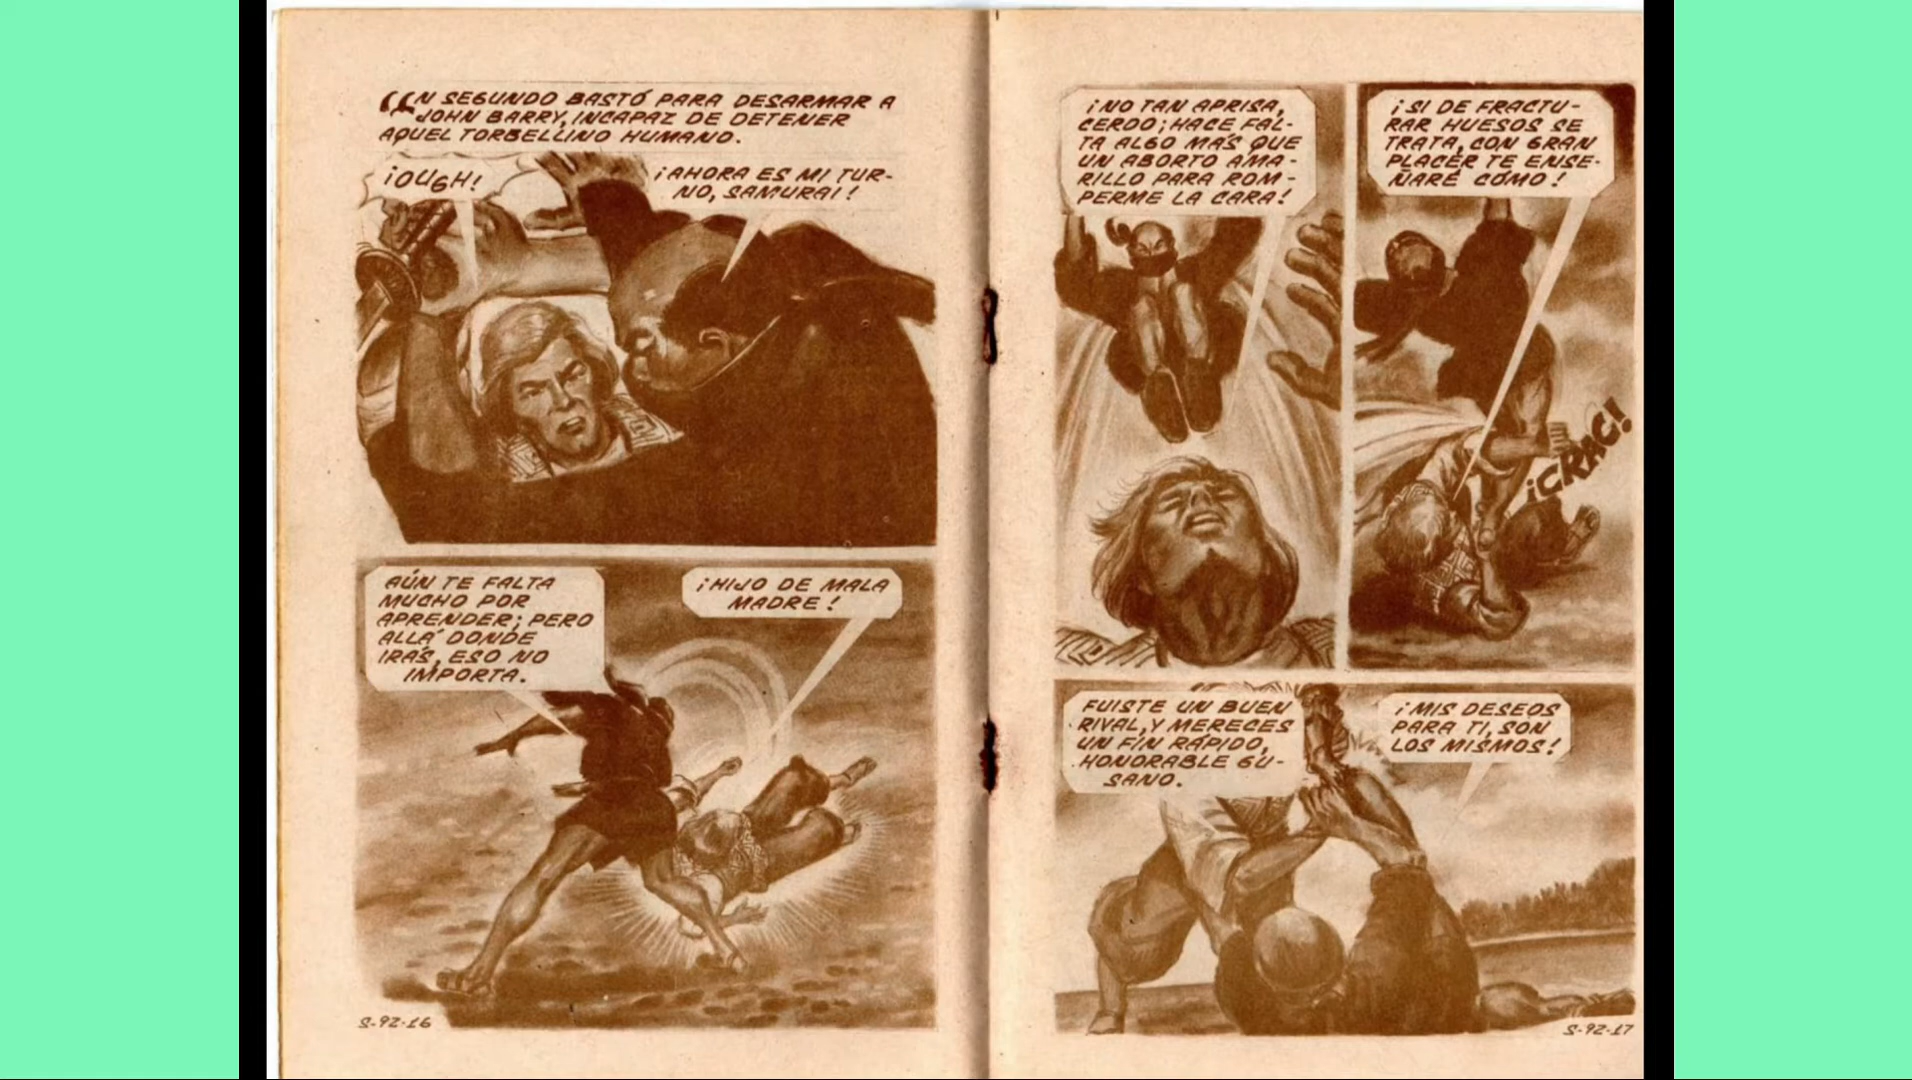 “N SEGUNDO BASTÓ PARA DESARMAR A
JOHN BARRY, INCAPAZ DE DETENER
AQUEL TORBELLINO HUMANO.
¡OUGH!
¡AHORA ES MI TUR-
NO, SAMURAI!
AÚN TE FALTA
MUCHO POR
APRENDER; PERO
ALLÁ DONDE
IRÁS, ESO NO
IMPORTA.
¡HIJO DE MALA
MADRE!
S-92-16
¡NO TAN APRISA,
CERDO; HACE FAL-
TA ALGO MÁS QUE
UN ABORTO AMA-
RILLO PARA ROM-
PERME LA CARA!
¡SI DE FRACTU-
RAR HUESOS SE
TRATA, CON GRAN
PLACER TE ENSE-
ÑARÉ CÓMO!
¡CRAC!
FUISTE UN BUEN
RIVAL, Y MERECES
UN FÍN RÁPIDO,
HONORABLE GU-
SANO.
¡MIS DESEOS
PARA TI, SON
LOS MISMOS!
S-92-17